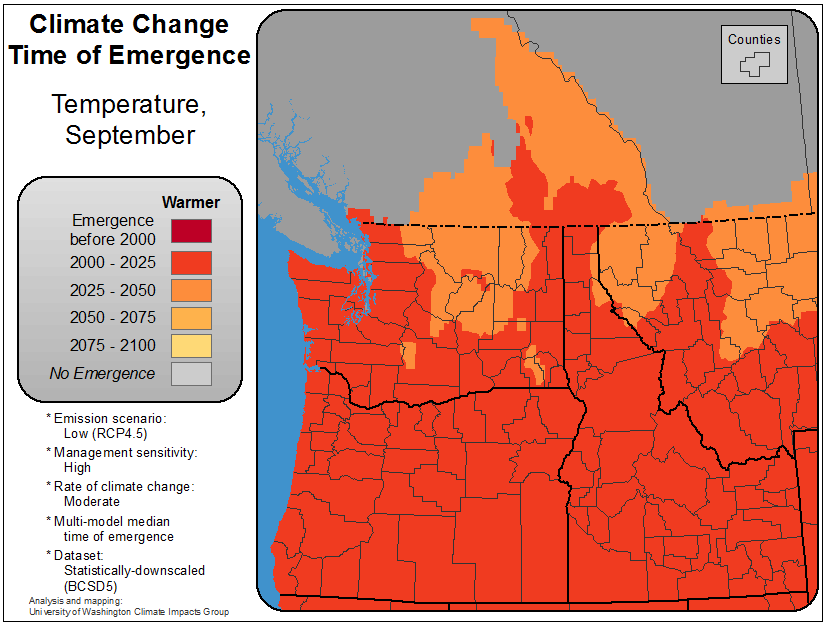 Climate Change
Time of Emergence
Temperature,
September
Warmer
Emergence
before 2000
2000 - 2025
2025 - 2050
2050 - 2075
2075 - 2100
No Emergence
* Emission scenario:
Low (RCP4.5)
* Management sensitivity:
High
* Rate of climate change:
Moderate
* Multi-model median
time of emergence
* Dataset:
Statistically-downscaled
(BCSD5)
Analysis and mapping:
University of Washington Climate Impacts Group
Counties